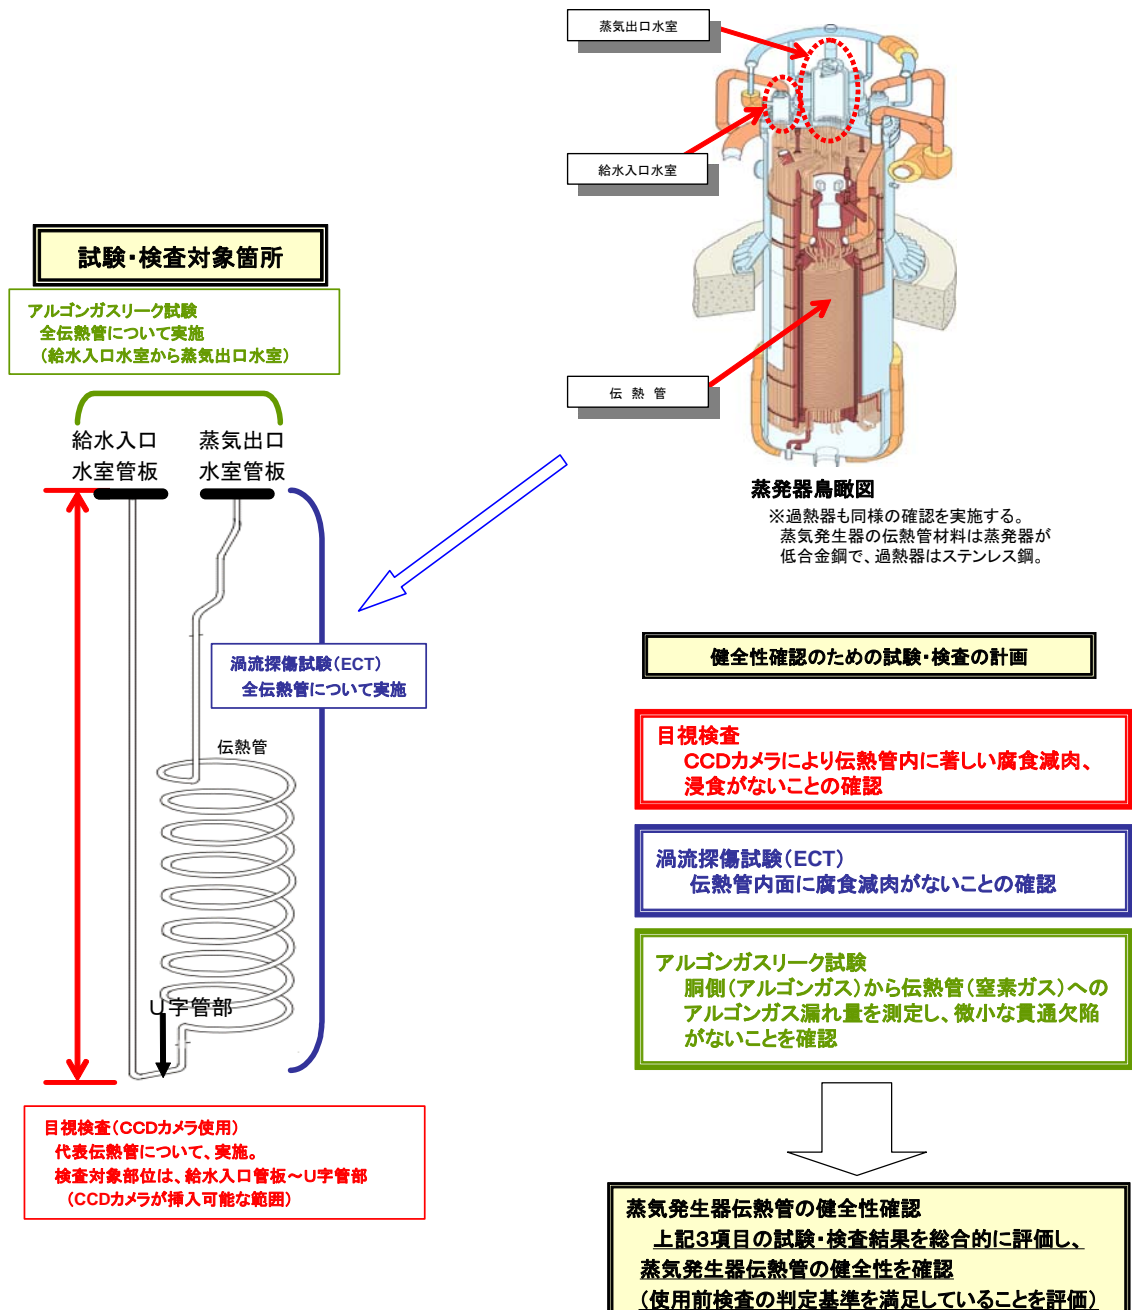 蒸気出口水室
給水入口水室
伝 熱 管
蒸発器鳥瞰図
※過熱器も同様の確認を実施する。
蒸気発生器の伝熱管材料は蒸発器が
低合金鋼で、過熱器はステンレス鋼。
試験・検査対象箇所
アルゴンガスリーク試験
全伝熱管について実施
(給水入口水室から蒸気出口水室)
給水入口
水室管板
蒸気出口
水室管板
渦流探傷試験(ECT)
全伝熱管について実施
伝熱管
U字管部
目視検査(CCDカメラ使用)
代表伝熱管について、実施。
検査対象部位は、給水入口管板～U字管部
(CCDカメラが挿入可能な範囲)
健全性確認のための試験・検査の計画
目視検査
CCDカメラにより伝熱管内に著しい腐食減肉、
浸食がないことの確認
渦流探傷試験(ECT)
伝熱管内面に腐食減肉がないことの確認
アルゴンガスリーク試験
胴側(アルゴンガス)から伝熱管(窒素ガス)への
アルゴンガス漏れ量を測定し、微小な貫通欠陥
がないことを確認
蒸気発生器伝熱管の健全性確認
上記3項目の試験・検査結果を総合的に評価し、
蒸気発生器伝熱管の健全性を確認
(使用前検査の判定基準を満足していることを評価)